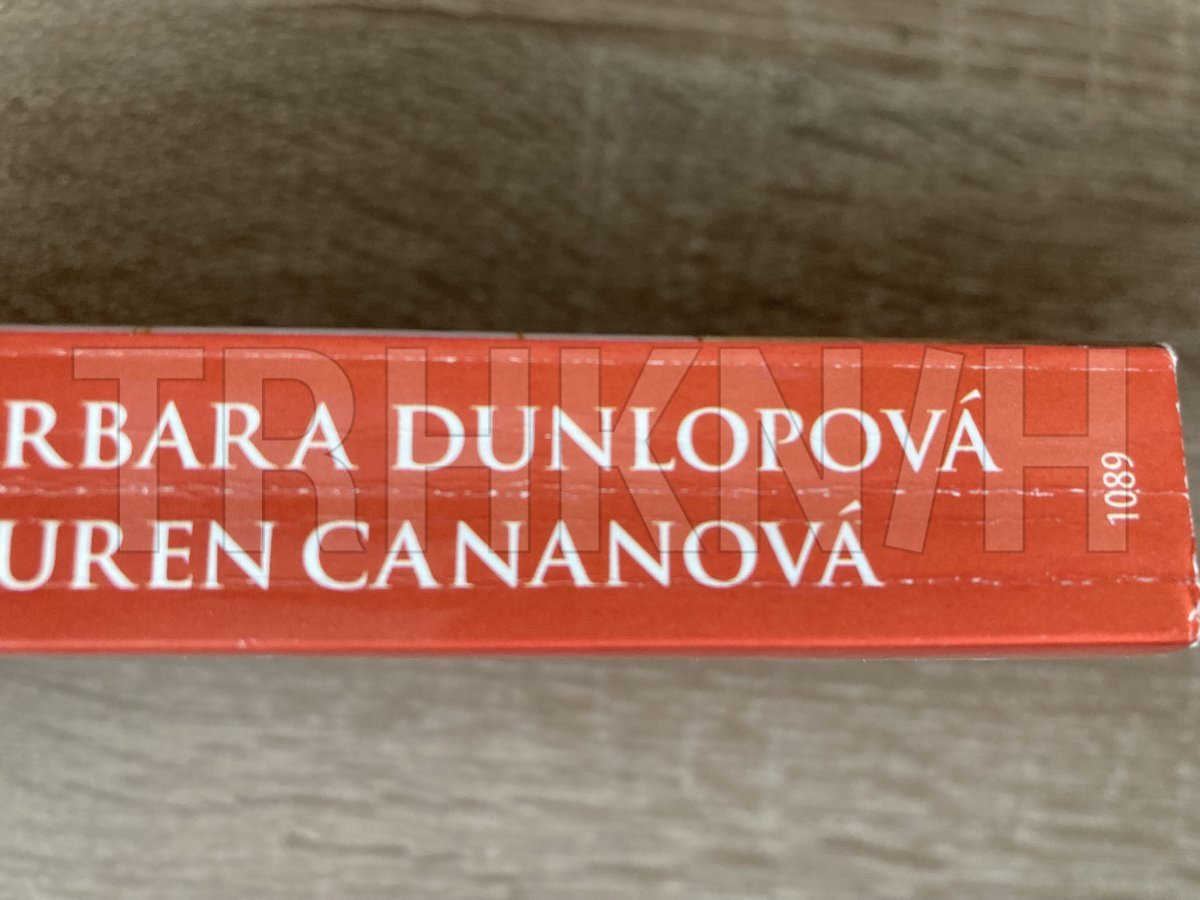 RBARA DUNLOPOVÁ
UREN CANANOVÁ
1089
TRHKNIH